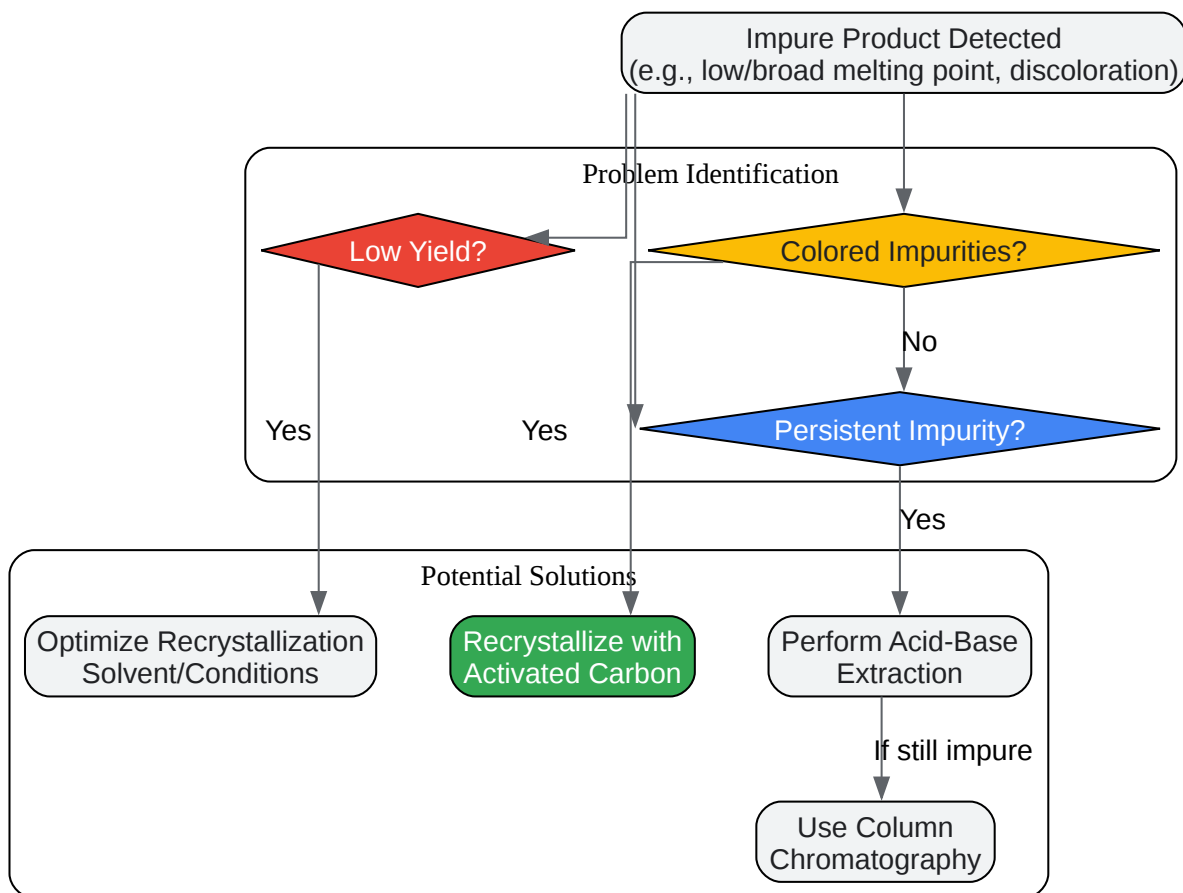 Impure Product Detected
(e.g., low/broad melting point, discoloration)
Problem Identification
Low Yield?
Colored Impurities?
No
Yes
Yes
Persistent Impurity?
Yes
Potential Solutions
Optimize Recrystallization
Solvent/Conditions
Recrystallize with
Activated Carbon
Perform Acid-Base
Extraction
If still impure
Use Column
Chromatography